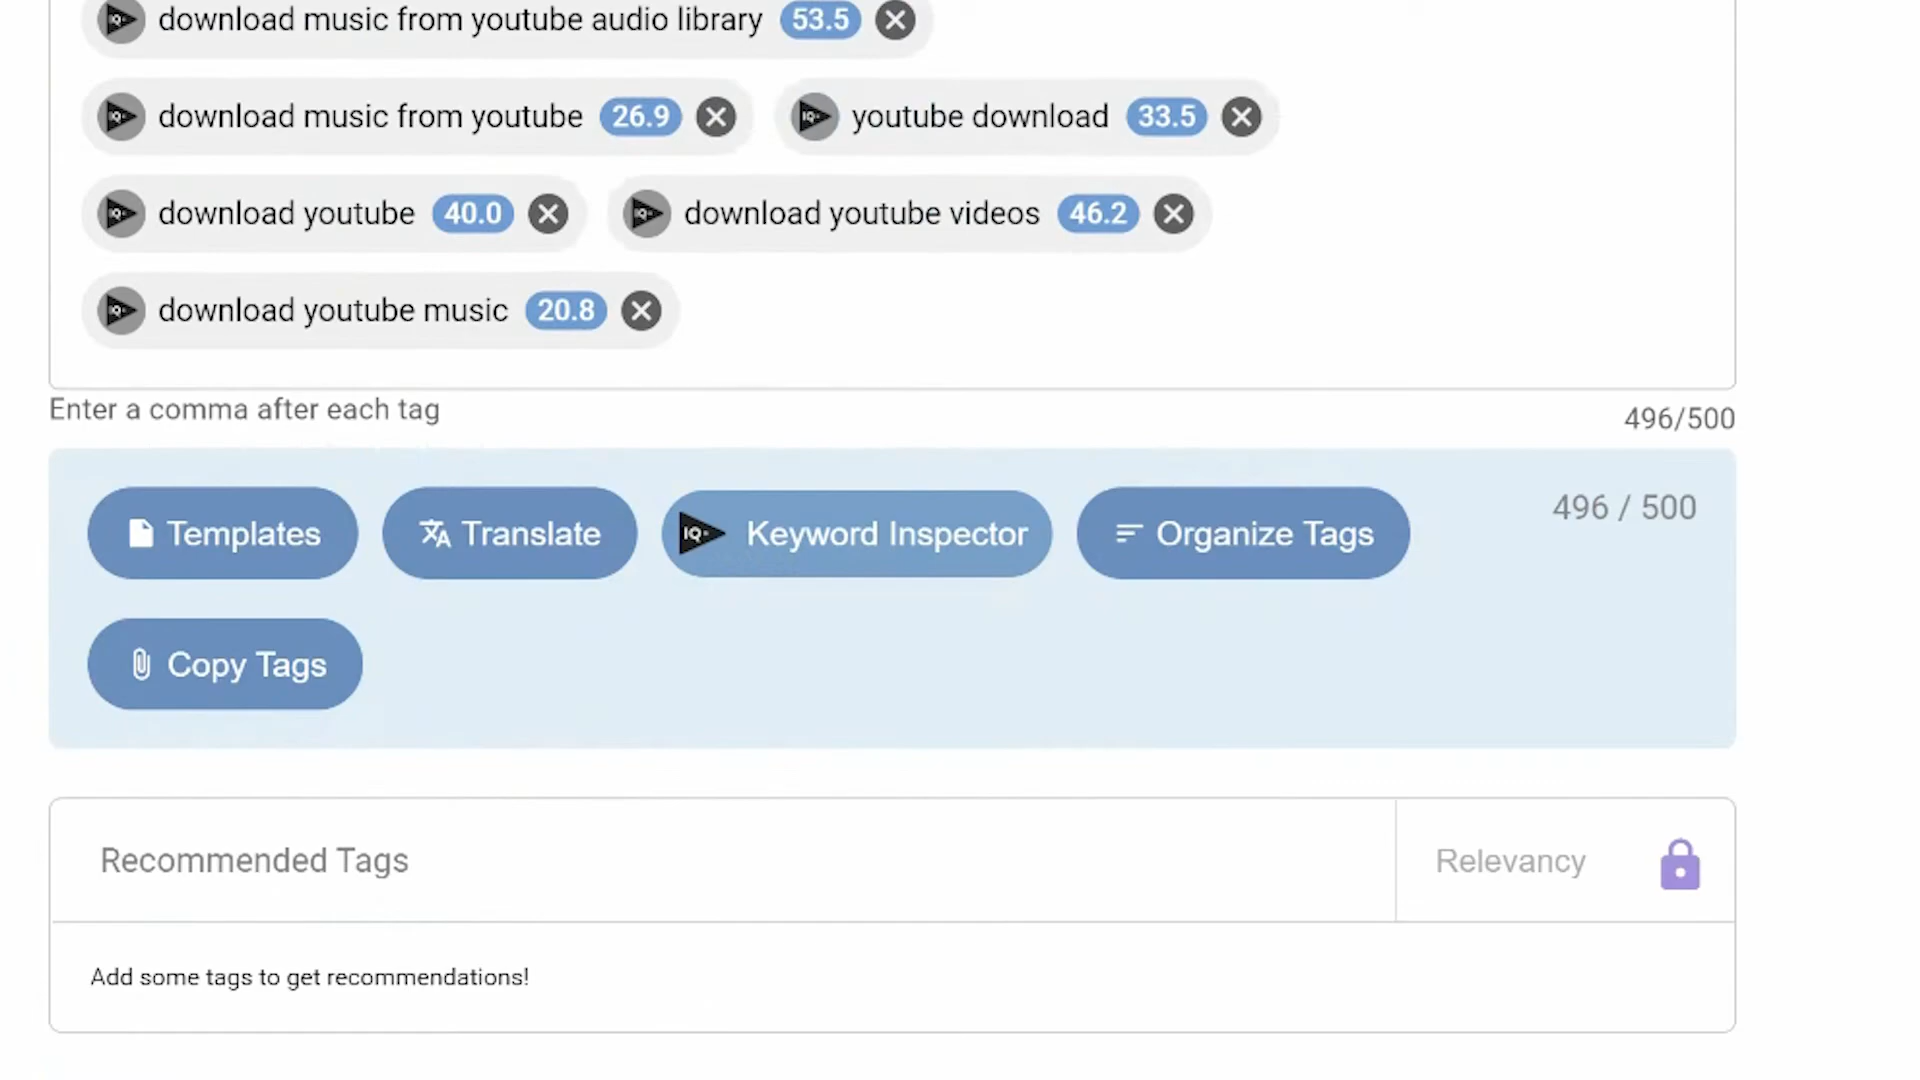 download music from youtube audio library 53.5
download music from youtube 26.9 youtube download 33.5
download youtube 40.0 download youtube videos 46.2
download youtube music 20.8
Enter a comma after each tag
496/500
Templates Translate IQ Keyword Inspector Organize Tags 496 / 500
Copy Tags
Recommended Tags Relevancy
Add some tags to get recommendations!